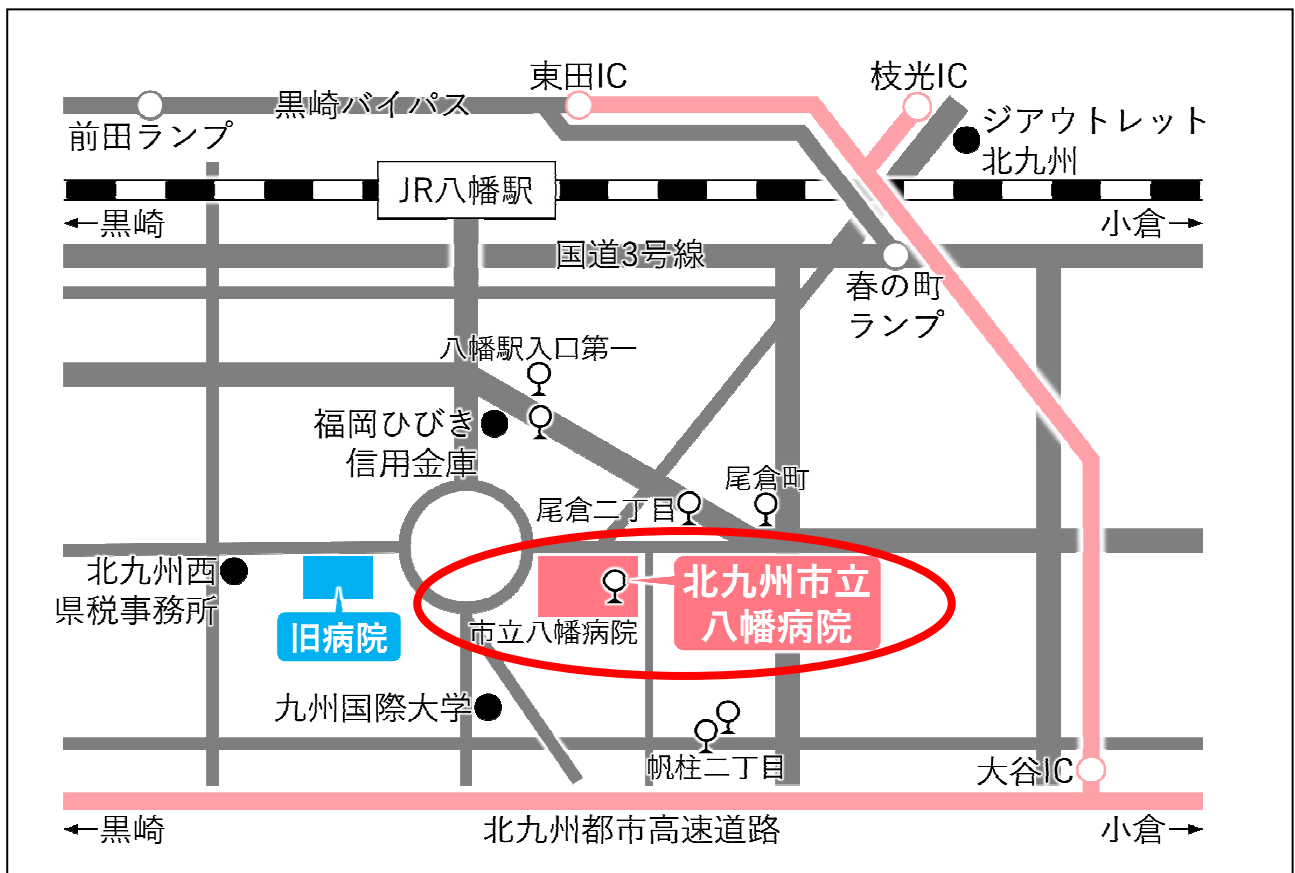 東田IC
枝光IC
黒崎バイパス
前田ランプ
ジアウトレット
北九州
JR八幡駅
←黒崎
小倉→
国道3号線
春の町
ランプ
八幡駅入口第一
福岡ひびき
信用金庫
尾倉町
尾倉二丁目
北九州西
県税事務所
旧病院
北九州市立
八幡病院
市立八幡病院
九州国際大学
帆柱二丁目
大谷IC
←黒崎
北九州都市高速道路
小倉→